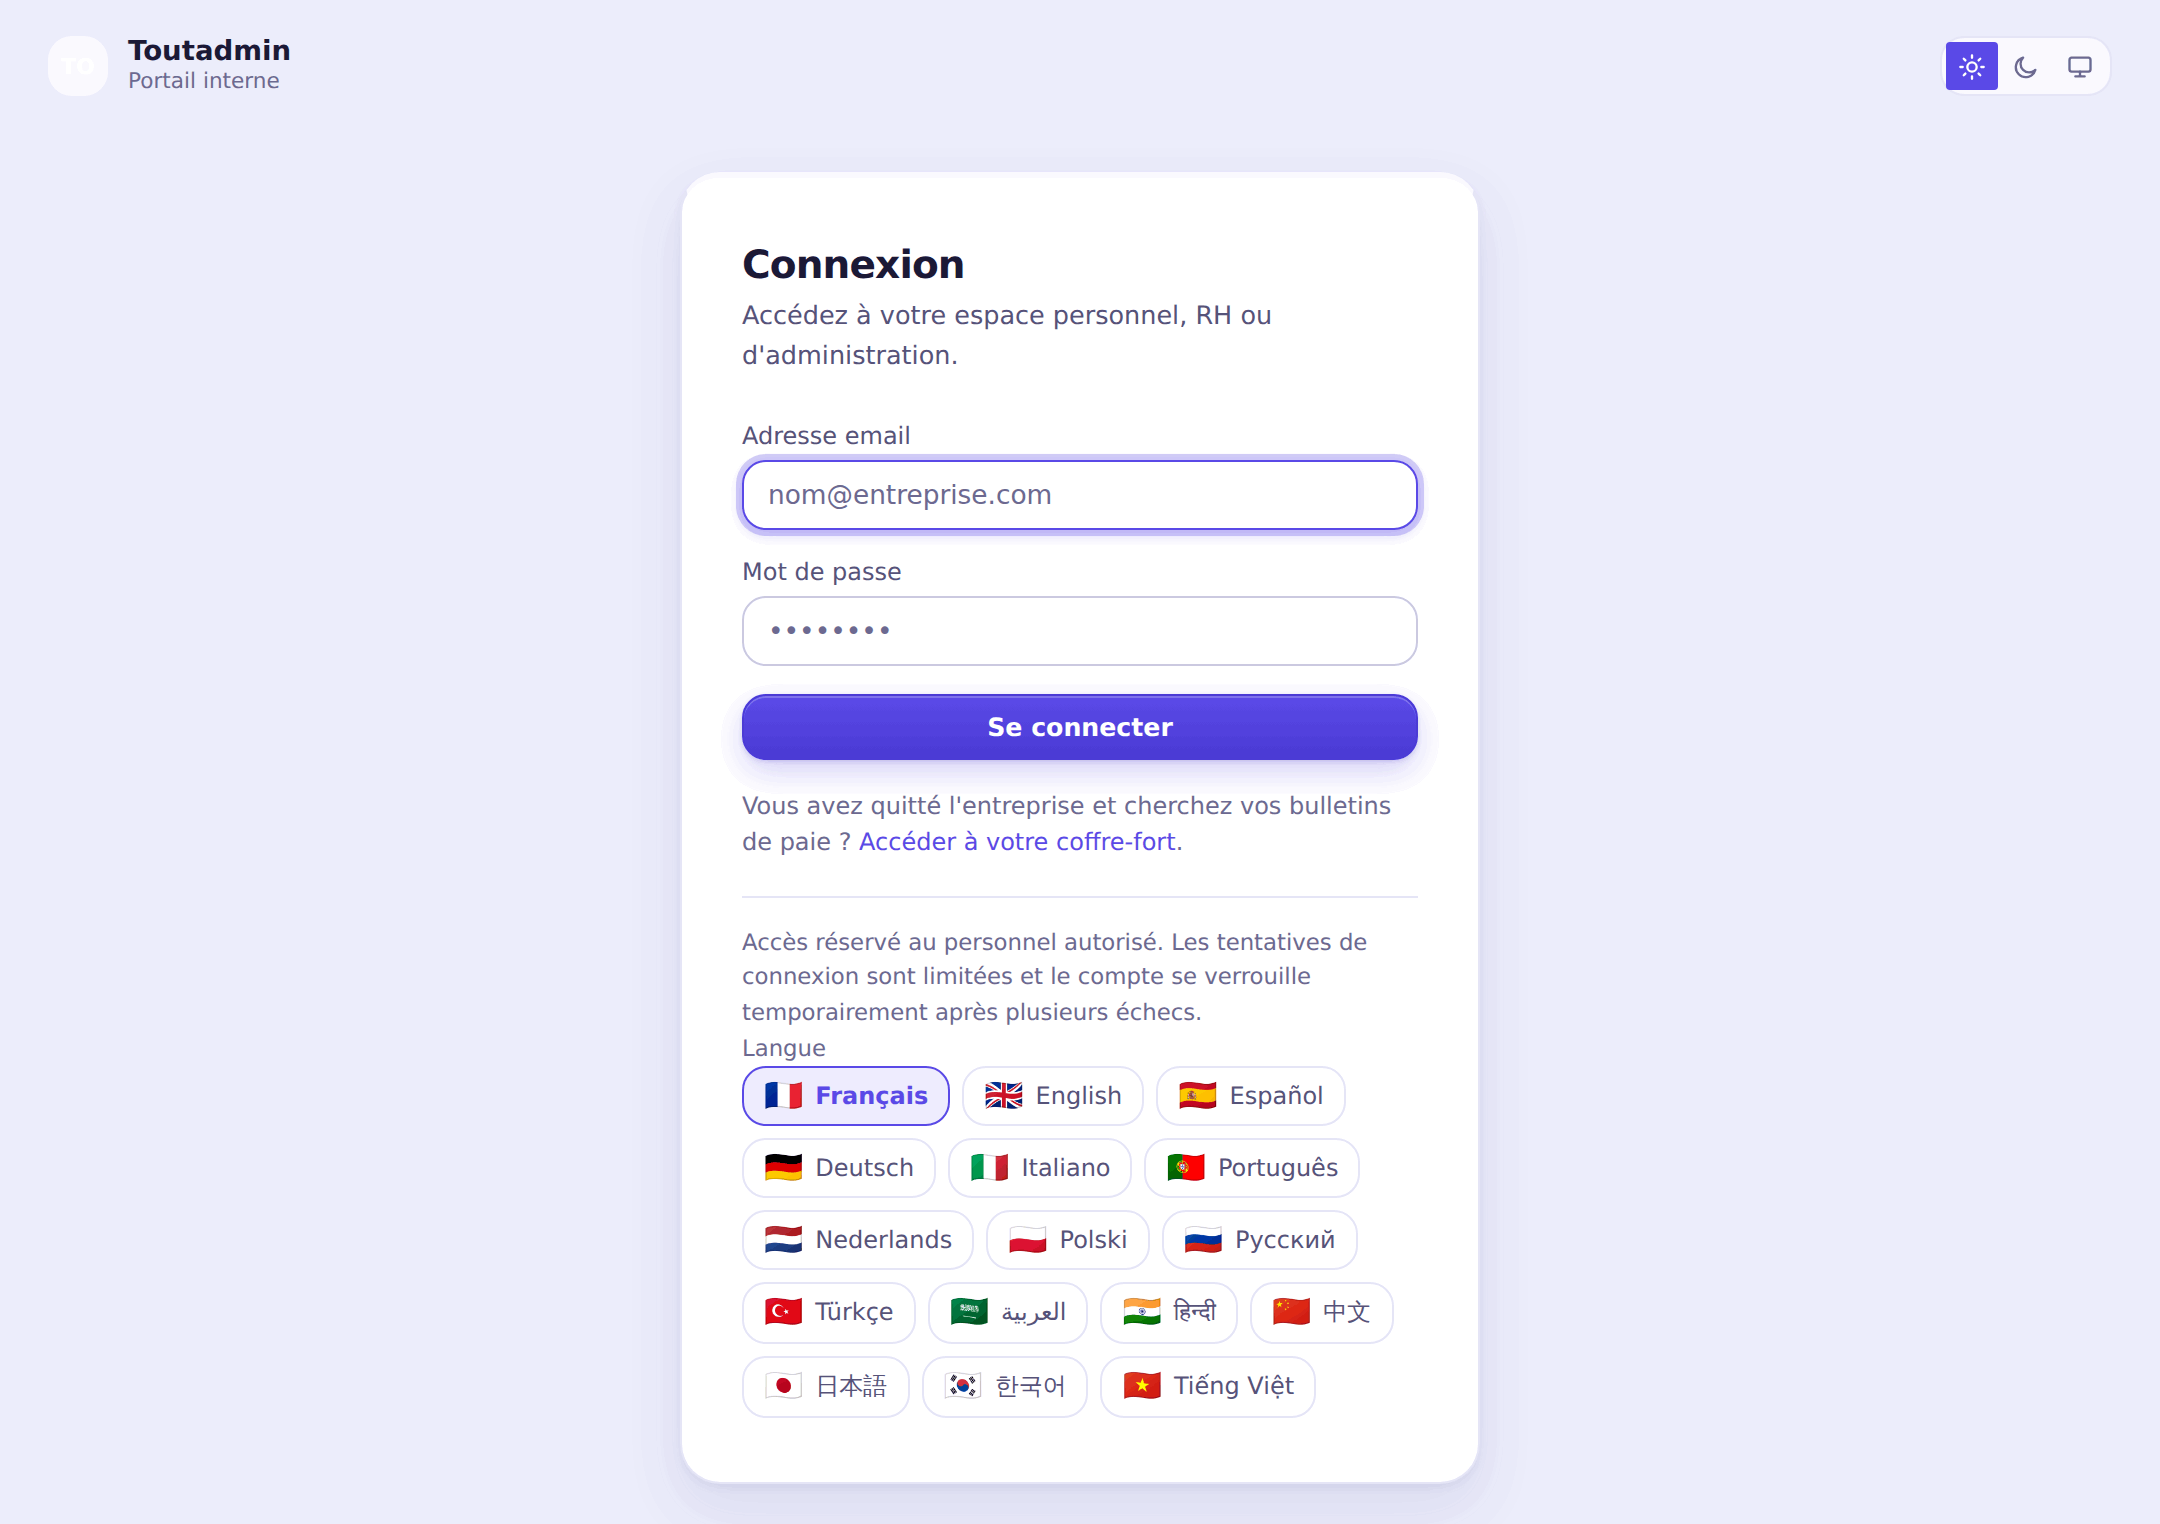 TO
Toutadmin
Portail interne
Connexion
Accédez à votre espace personnel, RH ou
d'administration.
Adresse email
nom@entreprise.com
Mot de passe
••••••••
Se connecter
Vous avez quitté l'entreprise et cherchez vos bulletins
de paie ? Accéder à votre coffre-fort.
Accès réservé au personnel autorisé. Les tentatives de
connexion sont limitées et le compte se verrouille
temporairement après plusieurs échecs.
Langue
Français English Español
Deutsch Italiano Português
Nederlands Polski Русский
Türkçe العربية हिन्दी 中文
日本語 한국어 Tiếng Việt